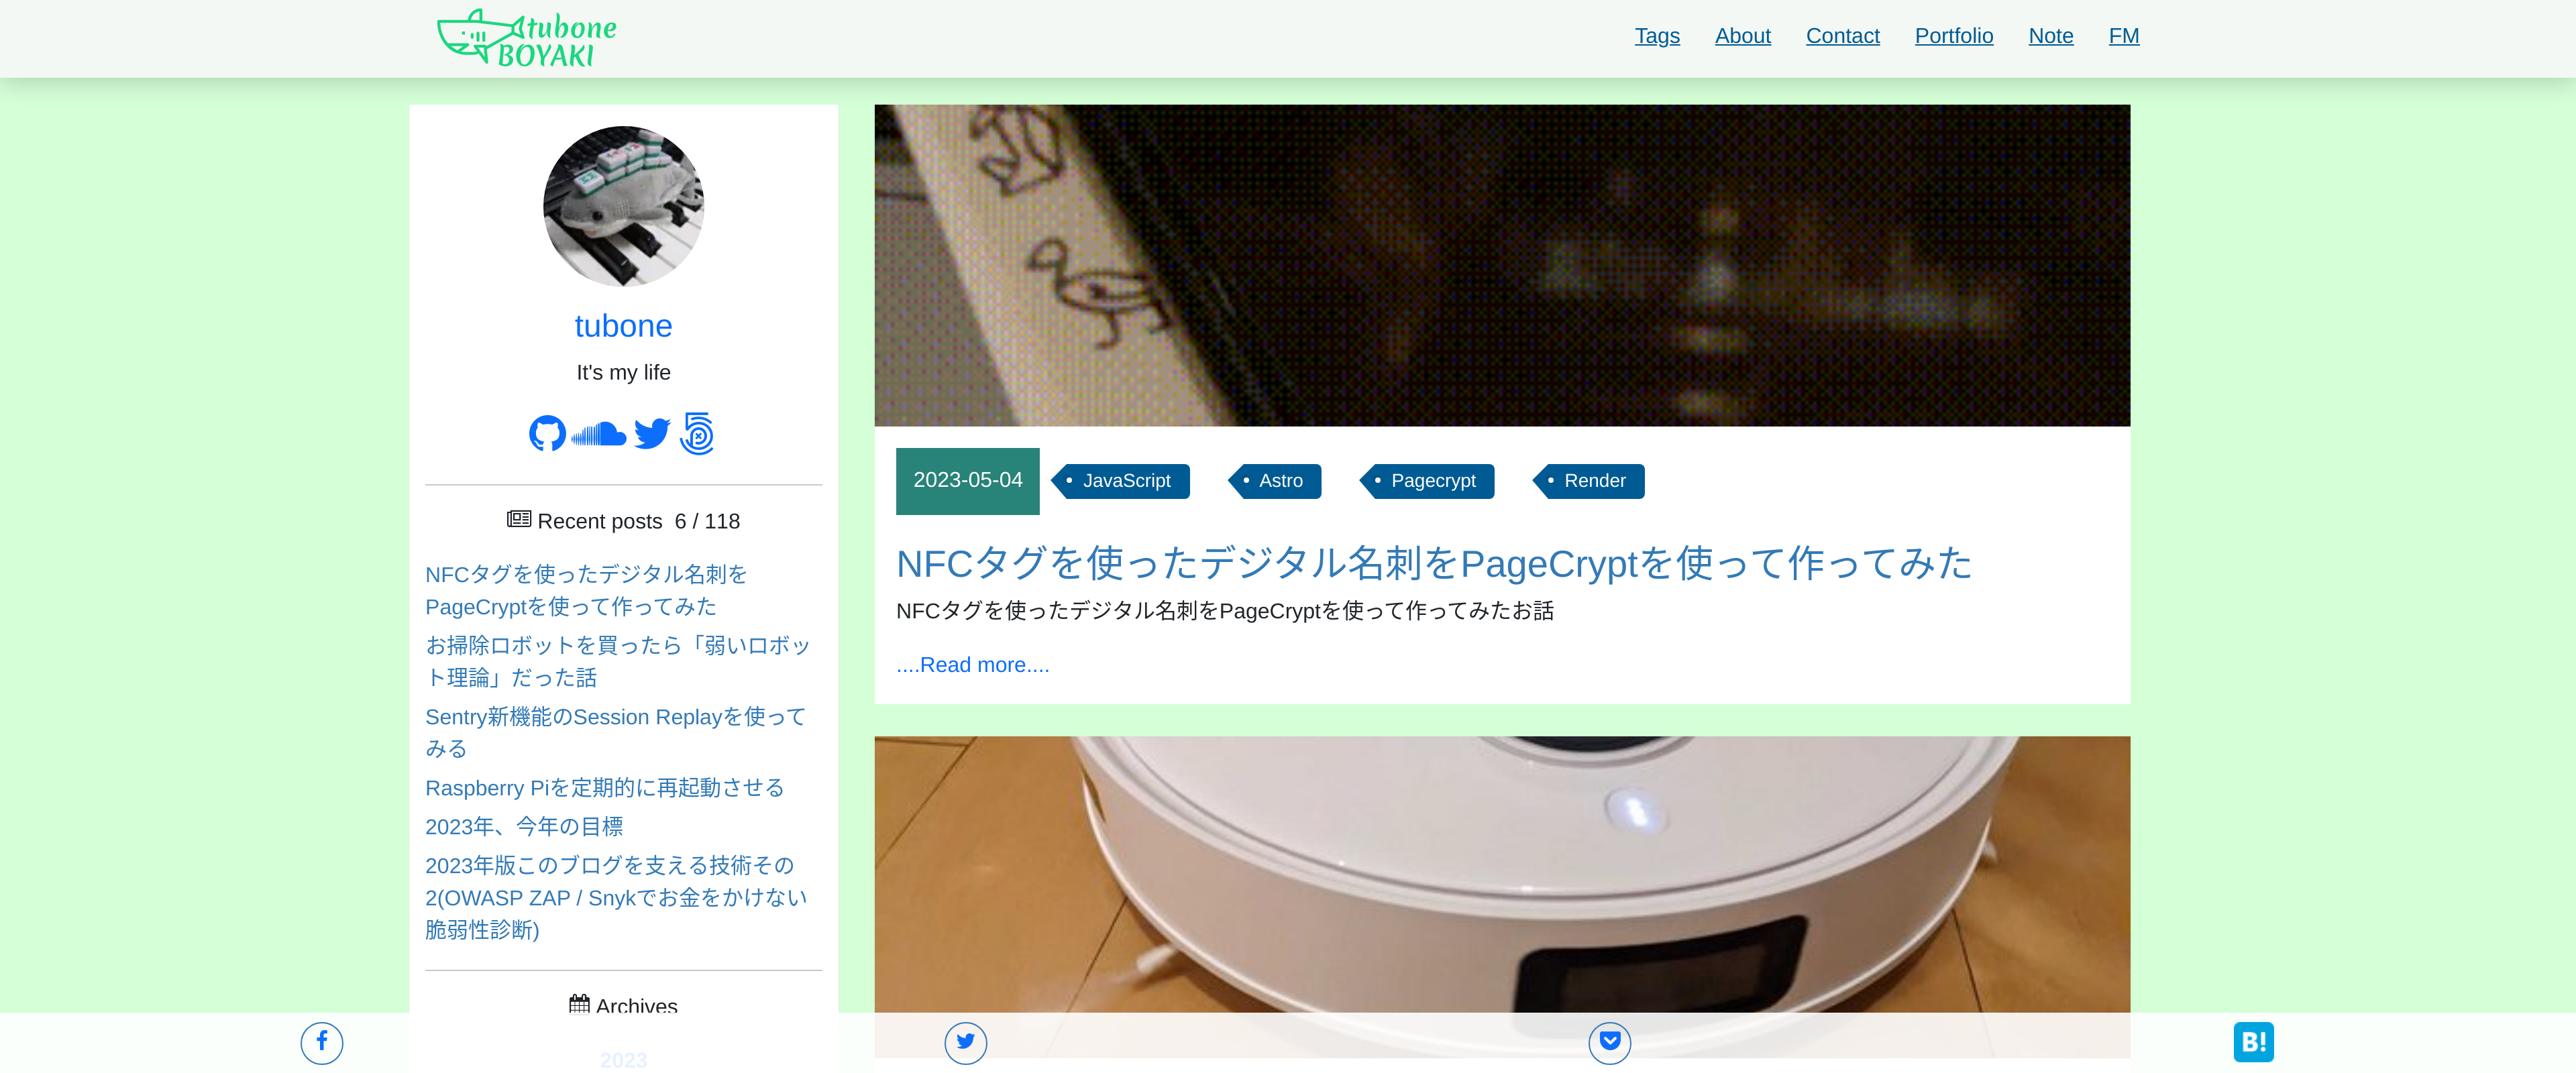 tubone
BOYAKI
Tags About Contact Portfolio Note FM
tubone
It's my life
Recent posts 6 / 118
NFCタグを使ったデジタル名刺を
PageCryptを使って作ってみた
お掃除ロボットを買ったら「弱いロボッ
ト理論」だった話
Sentry新機能のSession Replayを使って
みる
Raspberry Piを定期的に再起動させる
2023年、今年の目標
2023年版このブログを支える技術その
2(OWASP ZAP / Snykでお金をかけない
脆弱性診断)
Archives
2023
2023-05-04 JavaScript Astro Pagecrypt Render
NFCタグを使ったデジタル名刺をPageCryptを使って作ってみた
NFCタグを使ったデジタル名刺をPageCryptを使って作ってみたお話
....Read more....
B!